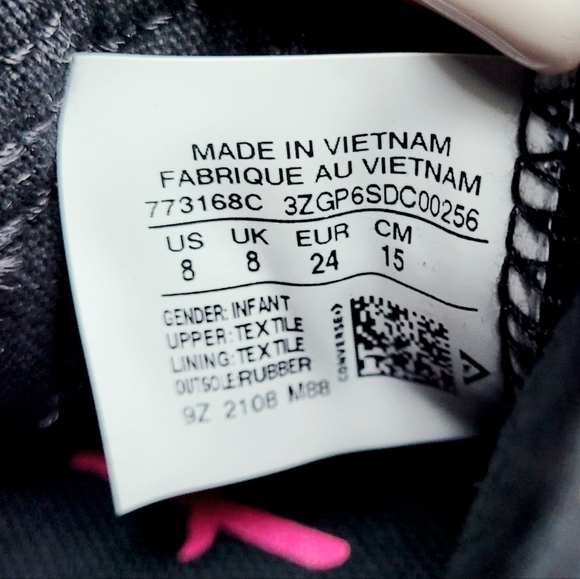 MADE IN VIETNAM
FABRIQUE AU VIETNAM
773168C 3ZGP6SDC00256
US UK EUR CM
8 8 24 15
GENDER: INFANT
UPPER: TEXTILE
LINING: TEXTILE
OUTSOLE:RUBBER
9Z 2108 M88
CONVERSE